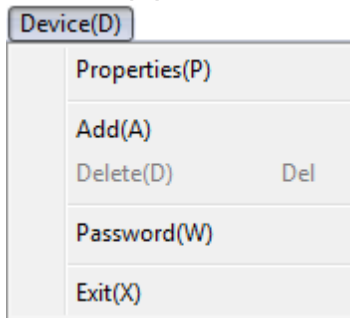 Device(D)
Properties(P)
Add(A)
Delete(D) Del
Password(W)
Exit(X)